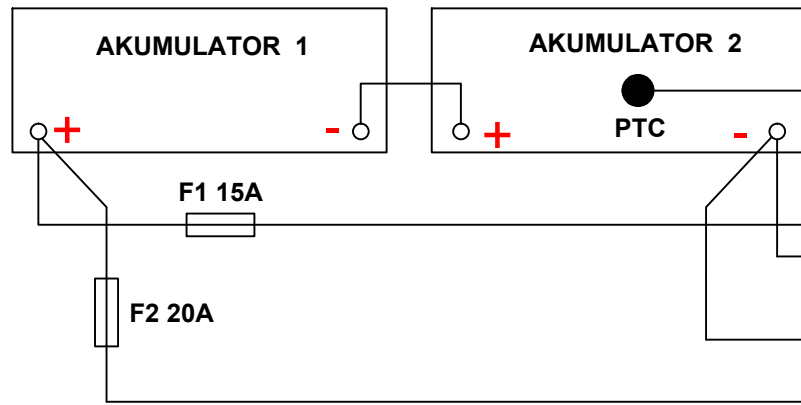 AKUMULATOR 1
AKUMULATOR 2
+
-
+
PTC
-
F1 15A
F2 20A